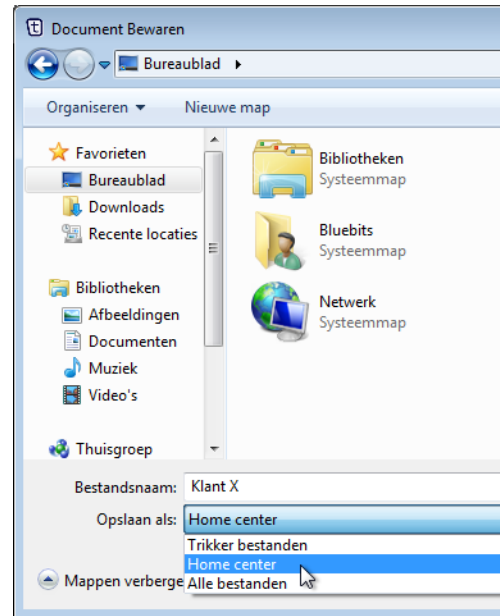 Document Bewaren
Bureaublad
Organiseren Nieuwe map
Favorieten
Bureaublad
Downloads
Recente locaties
Bibliotheken
Afbeeldingen
Documenten
Muziek
Video's
Thuisgroep
Bibliotheken
Systeemmap
Bluebits
Systeemmap
Netwerk
Systeemmap
Bestandsnaam: Klant X
Opslaan als: Home center
Trikker bestanden
Home center
Alle bestanden
Mappen verberge